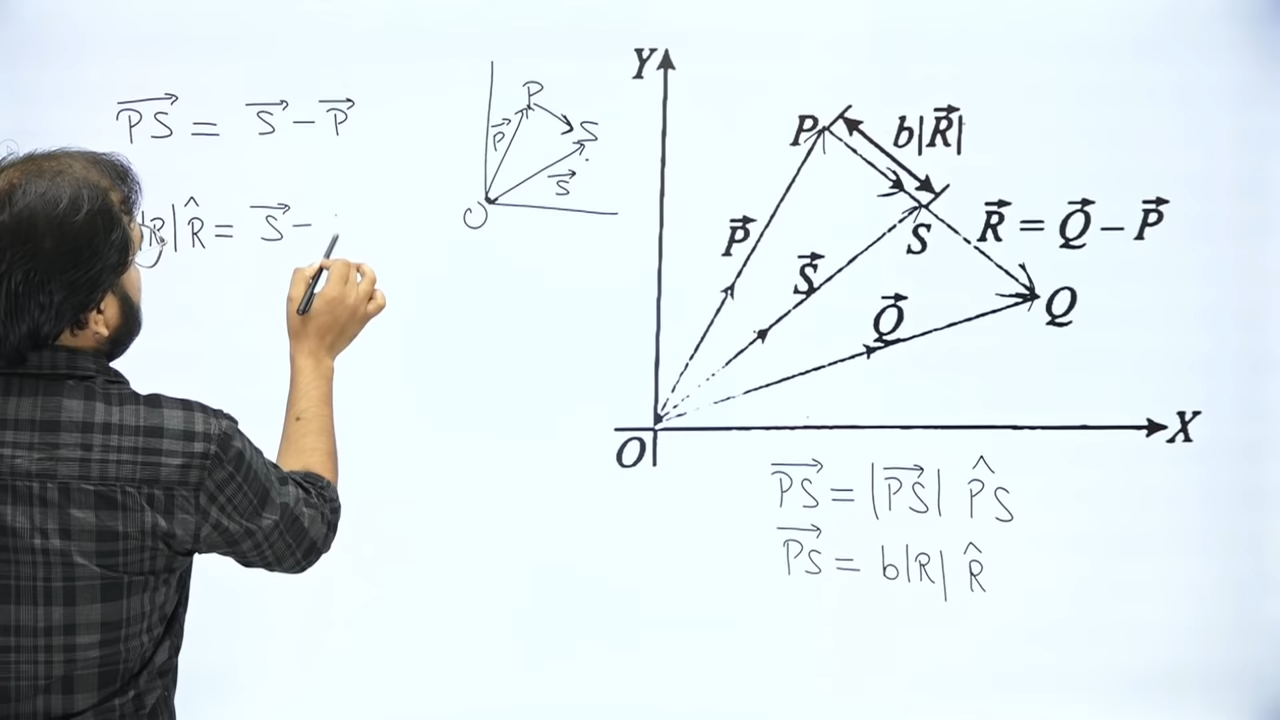 PS⃗ = S⃗ − P⃗
|R| R̂ = S⃗ −
P
P⃗
S
S⃗
O
Y
P
b|R⃗|
P⃗
S⃗
S
R⃗ = Q⃗ − P⃗
Q⃗
Q
O
X
PS⃗ = |PS⃗| P̂S
PS⃗ = b|R| R̂